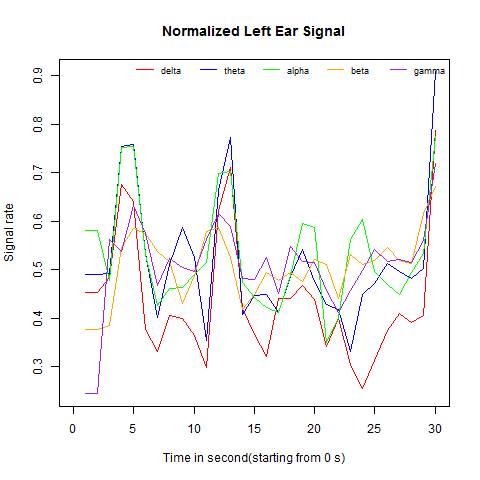 Normalized Left Ear Signal
delta theta alpha beta gamma
0.9
0.8
0.7
0.6
0.5
0.4
0.3
Signal rate
0 5 10 15 20 25 30
Time in second(starting from 0 s)